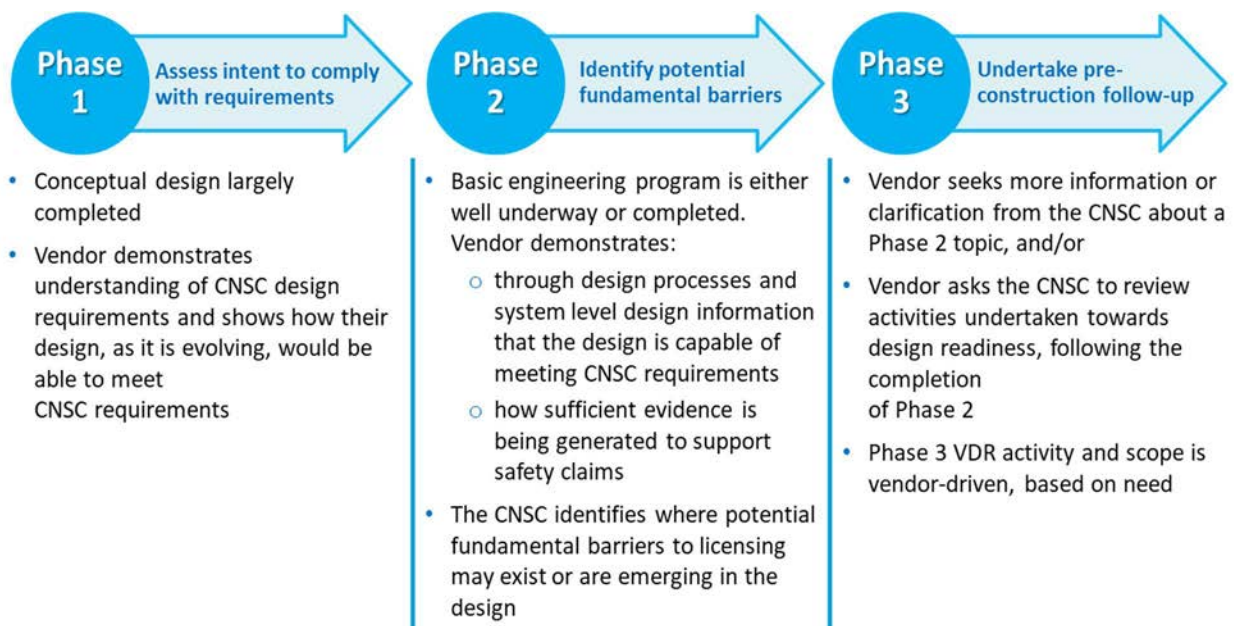 Phase
1
Assess intent to comply
with requirements
• Conceptual design largely
completed
• Vendor demonstrates
understanding of CNSC design
requirements and shows how their
design, as it is evolving, would be
able to meet
CNSC requirements
Phase
2
Identify potential
fundamental barriers
• Basic engineering program is either
well underway or completed.
Vendor demonstrates:
o through design processes and
system level design information
that the design is capable of
meeting CNSC requirements
o how sufficient evidence is
being generated to support
safety claims
• The CNSC identifies where potential
fundamental barriers to licensing
may exist or are emerging in the
design
Phase
3
Undertake pre-
construction follow-up
• Vendor seeks more information or
clarification from the CNSC about a
Phase 2 topic, and/or
• Vendor asks the CNSC to review
activities undertaken towards
design readiness, following the
completion
of Phase 2
• Phase 3 VDR activity and scope is
vendor-driven, based on need